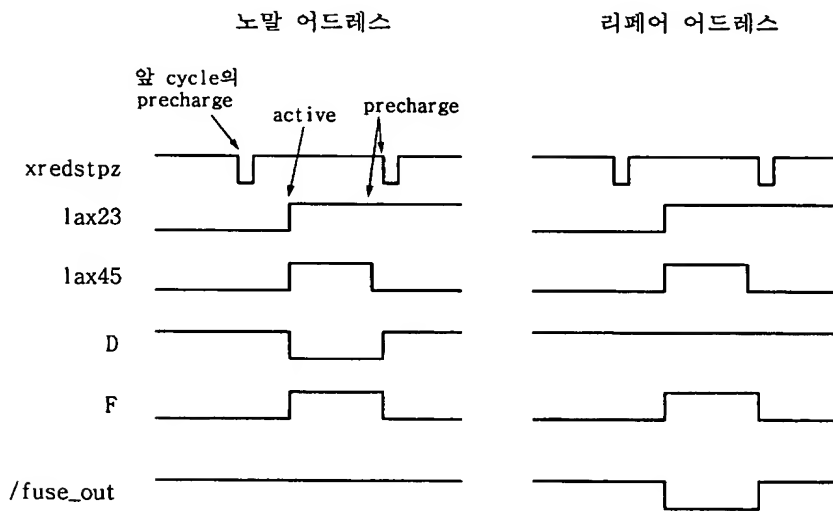 노말 어드레스
리페어 어드레스
앞 cycle의
precharge
active
precharge
xredstpz
lax23
lax45
D
F
/fuse_out